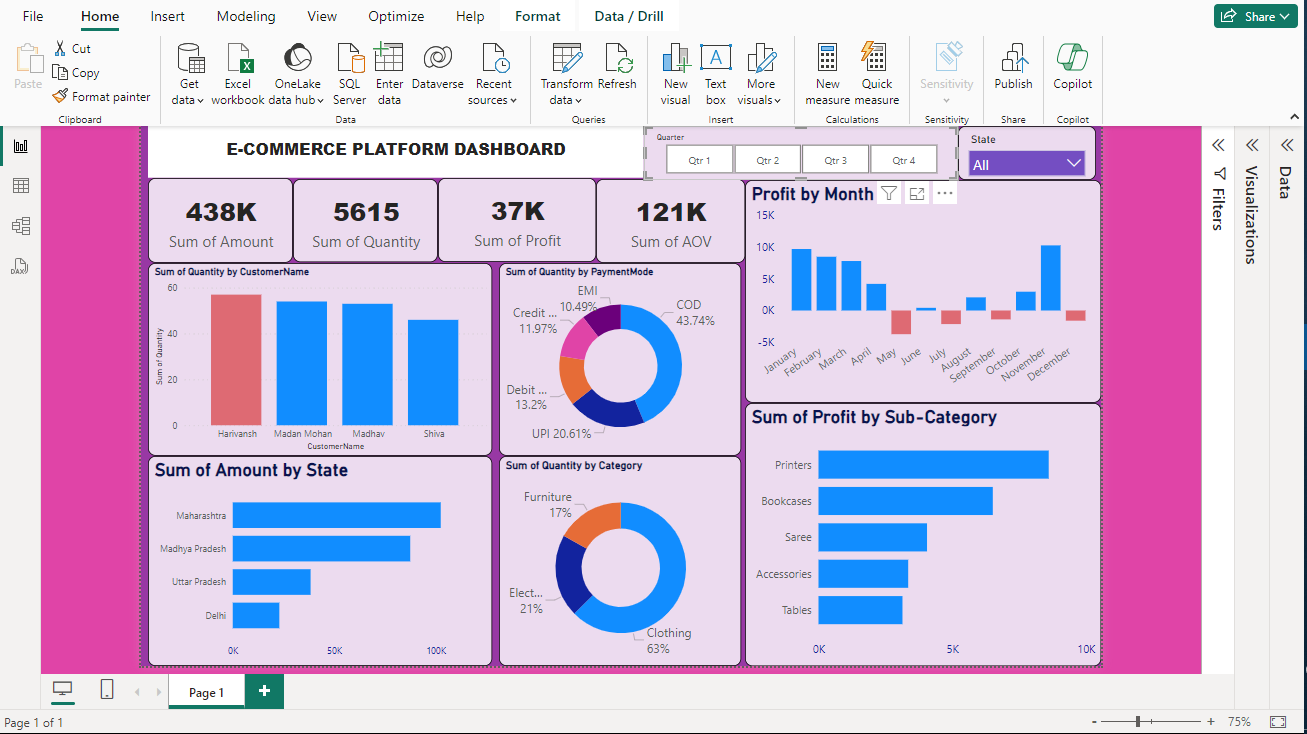 File Home Insert Modeling View Optimize Help Format Data / Drill Share
Paste
Cut
Copy
Format painter
Clipboard
Get data
Excel workbook
OneLake data hub
SQL Server
Enter data
Dataverse
Recent sources
Data
Transform data
Refresh
Queries
New visual
Text box
More visuals
Insert
New measure
Quick measure
Calculations
Sensitivity
Sensitivity
Publish
Share
Copilot
Copilot
E-COMMERCE PLATFORM DASHBOARD
Quarter
Qtr 1 Qtr 2 Qtr 3 Qtr 4
State
All
438K
Sum of Amount
5615
Sum of Quantity
37K
Sum of Profit
121K
Sum of AOV
Profit by Month
15K
10K
5K
0K
-5K
January February March April May June July August September October November December
Sum of Quantity by CustomerName
Sum of Quantity
60
40
20
0
Harivansh Madan Mohan Madhav Shiva
CustomerName
Sum of Quantity by PaymentMode
EMI
10.49%
COD
43.74%
Credit ...
11.97%
Debit ...
13.2%
UPI 20.61%
Sum of Amount by State
Maharashtra
Madhya Pradesh
Uttar Pradesh
Delhi
0K 50K 100K
Sum of Quantity by Category
Furniture
17%
Elect...
21%
Clothing
63%
Sum of Profit by Sub-Category
Printers
Bookcases
Saree
Accessories
Tables
0K 5K 10K
Filters
Visualizations
Data
DAX
Page 1
Page 1 of 1
- + 75%